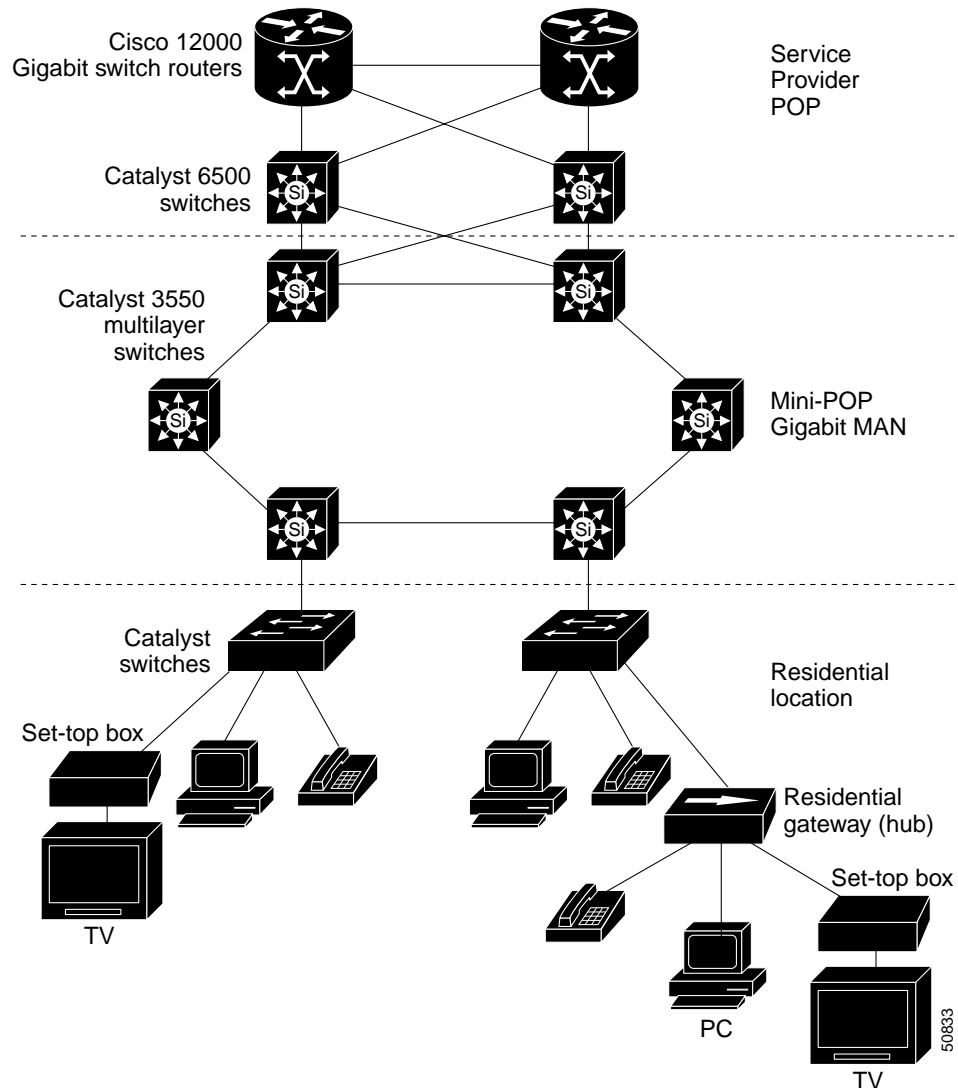 Cisco 12000
Gigabit switch routers
Service
Provider
POP
Catalyst 6500
switches
Si
Si
Catalyst 3550
multilayer
switches
Si
Si
Si
Si
Mini-POP
Gigabit MAN
Si
Si
Catalyst
switches
Residential
location
Set-top box
TV
Residential
gateway (hub)
Set-top box
PC
TV
50833